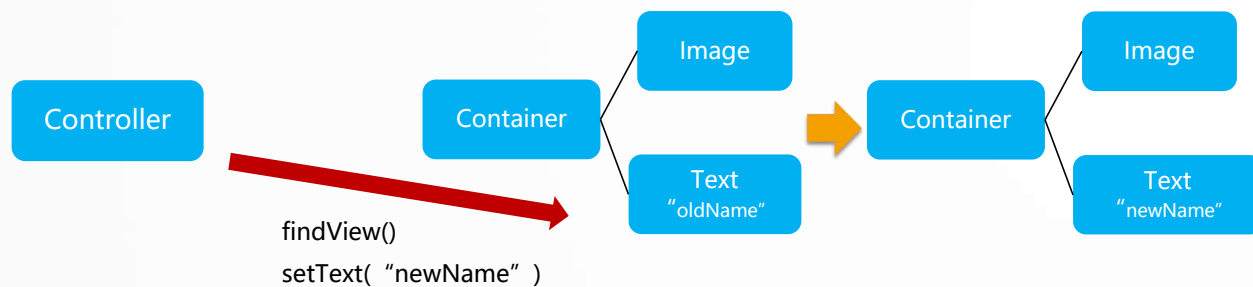 Controller
findView()
setText( “newName” )
Container
Image
Text
“oldName”
Container
Image
Text
“newName”